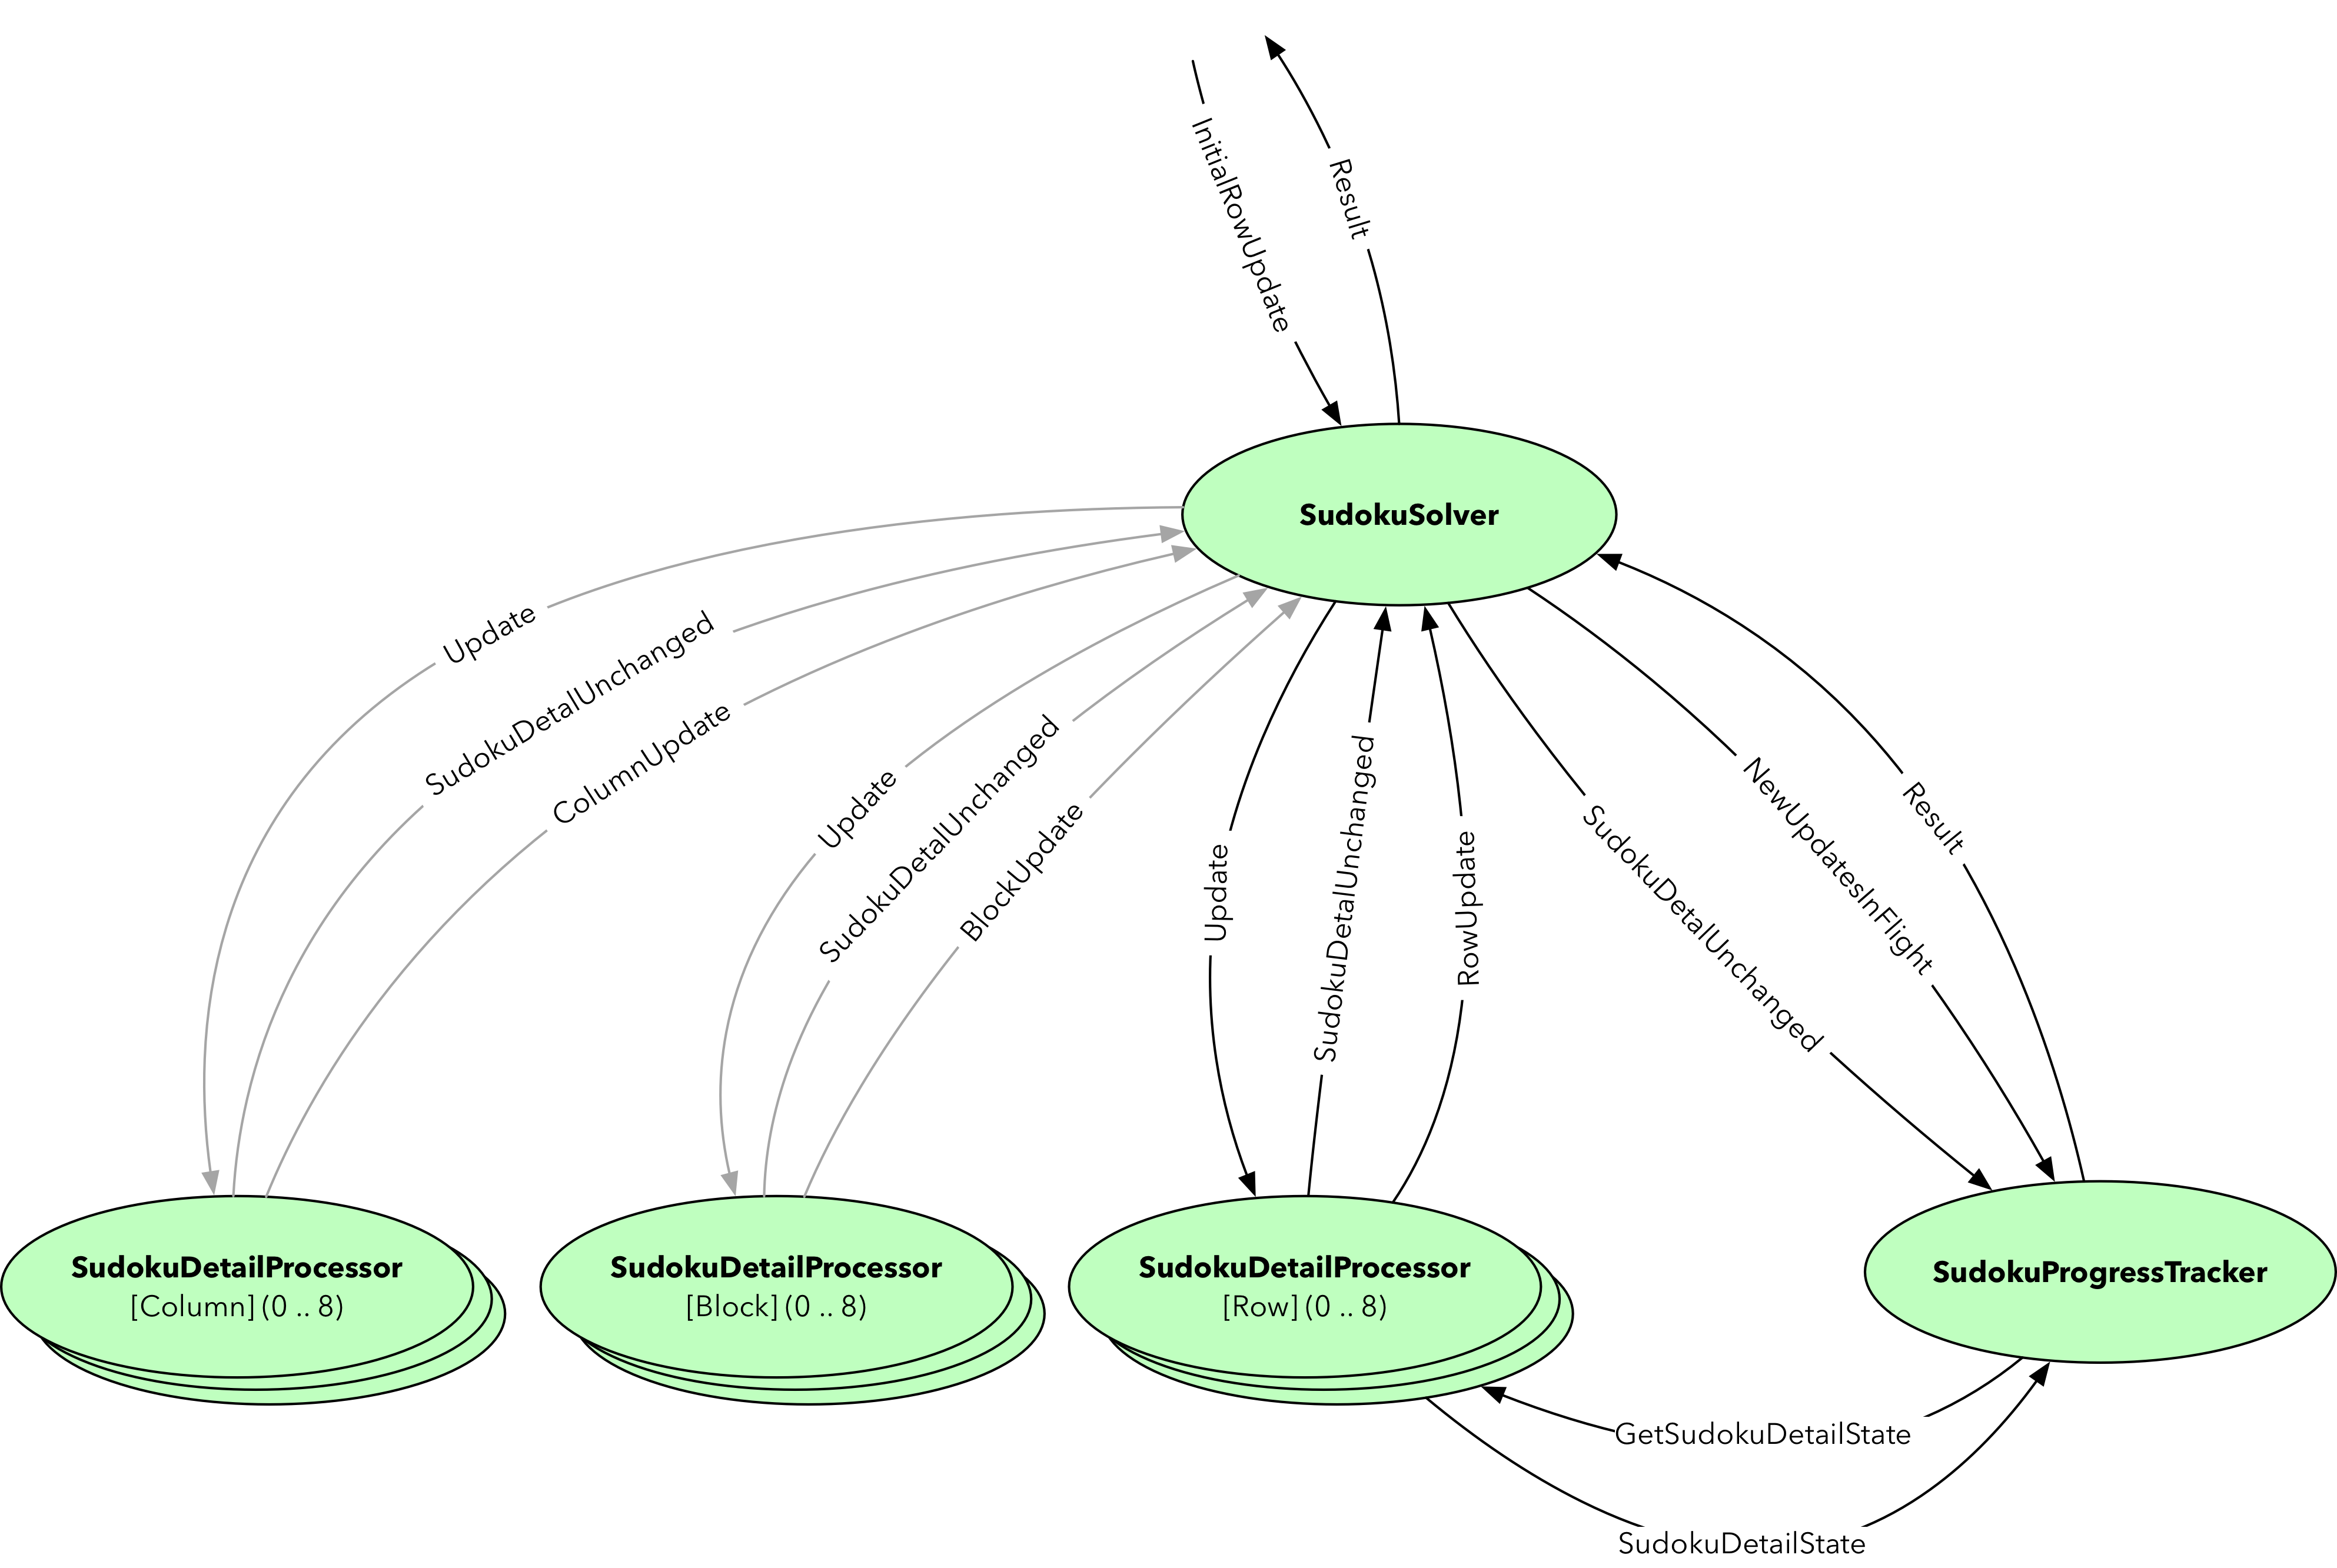 InitialRowUpdate
Result
SudokuSolver
Update
SudokuDetalUnchanged
ColumnUpdate
Update
SudokuDetalUnchanged
BlockUpdate
Update
SudokuDetalUnchanged
RowUpdate
SudokuDetalUnchanged
NewUpdatesInFlight
Result
SudokuDetailProcessor
[Column] (0 .. 8)
SudokuDetailProcessor
[Block] (0 .. 8)
SudokuDetailProcessor
[Row] (0 .. 8)
SudokuProgressTracker
GetSudokuDetailState
SudokuDetailState